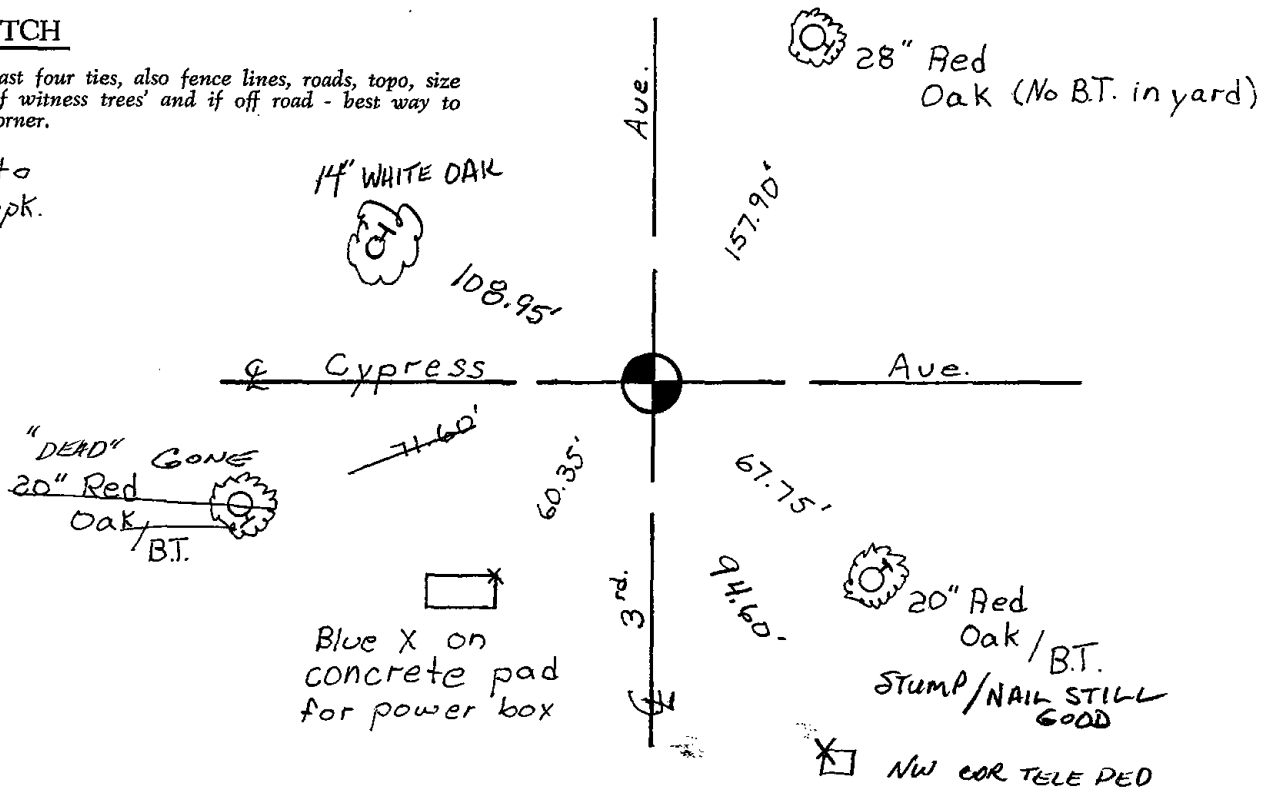 TCH
ast four ties, also fence lines, roads, topo, size
f witness trees' and if off road - best way to
orner.
to
pk.
14" WHITE OAK
108.95'
Ave.
28" Red
Oak (No B.T. in yard)
157.90'
℄ Cypress Ave.
71.60'
"DEAD" GONE
20" Red
Oak/
B.T.
60.35'
67.75'
Blue X on
concrete pad
for power box
3rd.
℄
94.60'
20" Red
Oak / B.T.
STUMP/NAIL STILL
GOOD
NW COR TELE PED